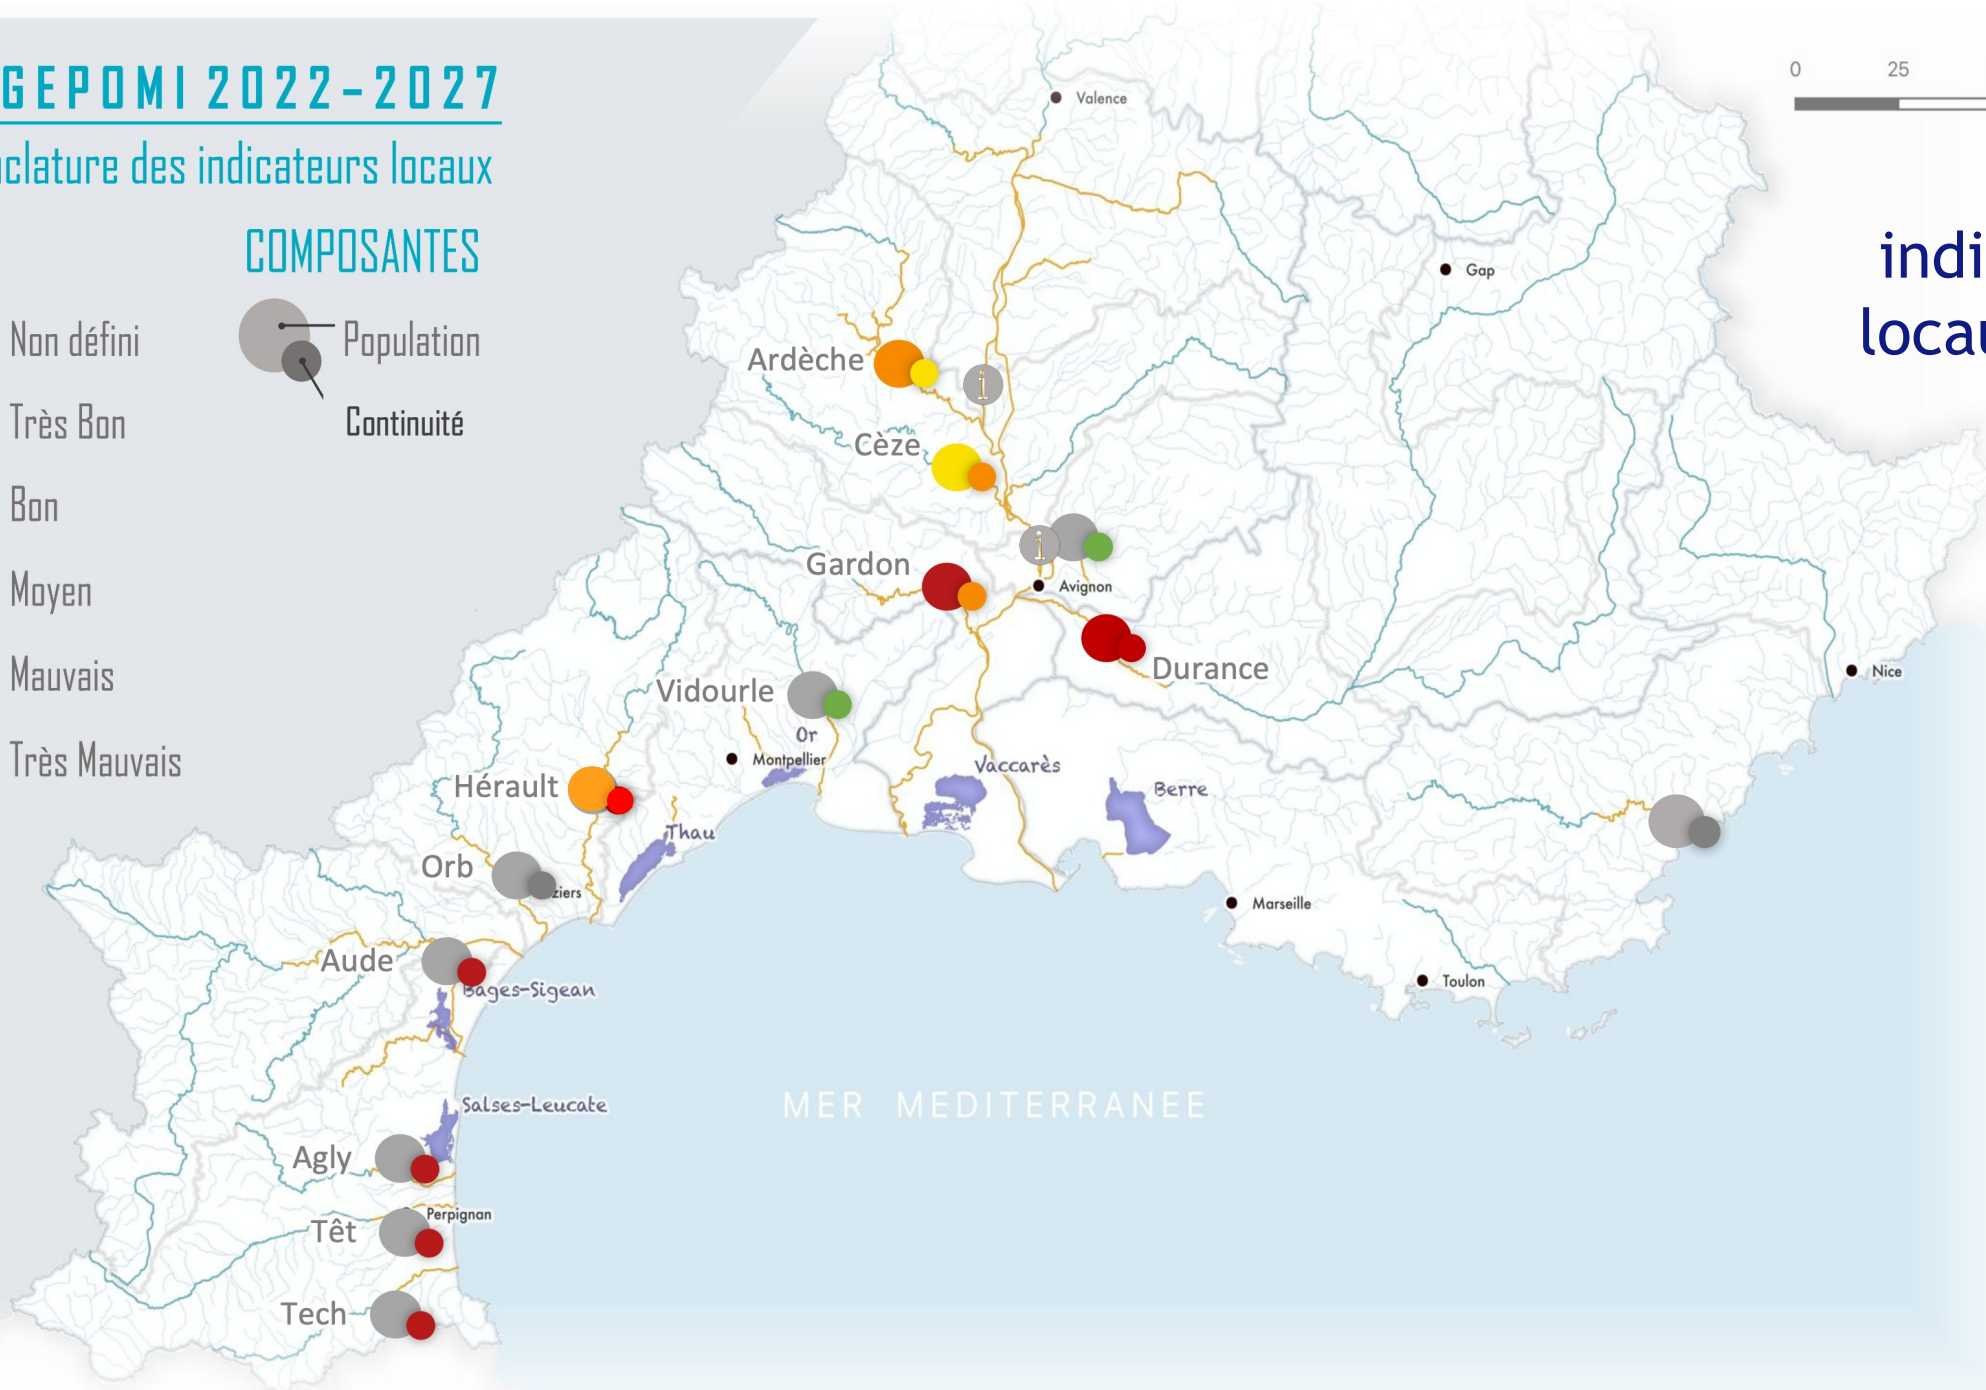 GEPOMI 2022-2027
clature des indicateurs locaux
COMPOSANTES
Non défini
Population
Très Bon
Continuité
Bon
Moyen
Mauvais
Très Mauvais
0 25
indi
locau
Valence
Gap
Ardèche
i
Cèze
i
Gardon
Avignon
Durance
Nice
Vidourle
Or
Montpellier
Vaccarès
Hérault
Berre
Thau
Orb
ziers
Marseille
Aude
Toulon
Bages-Sigean
Salses-Leucate
MER MEDITERRANEE
Agly
Perpignan
Têt
Tech